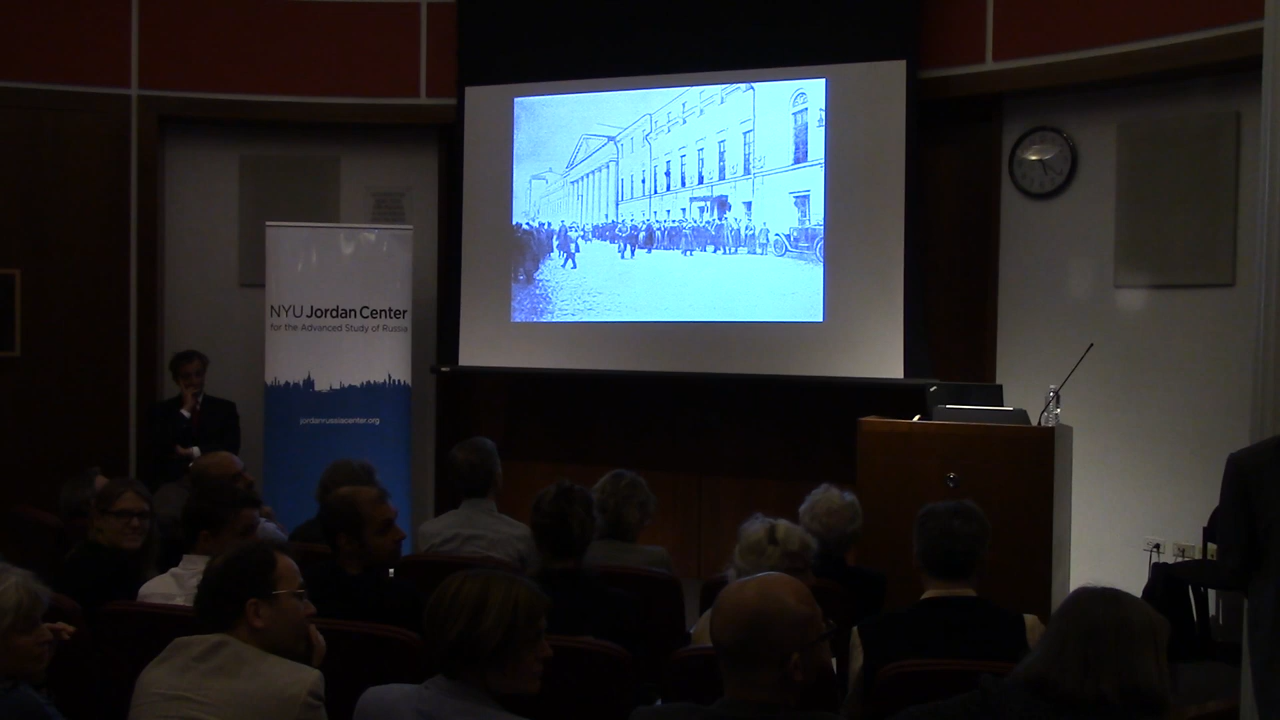 NYU Jordan Center
for the Advanced Study of Russia
jordanrussiacenter.org